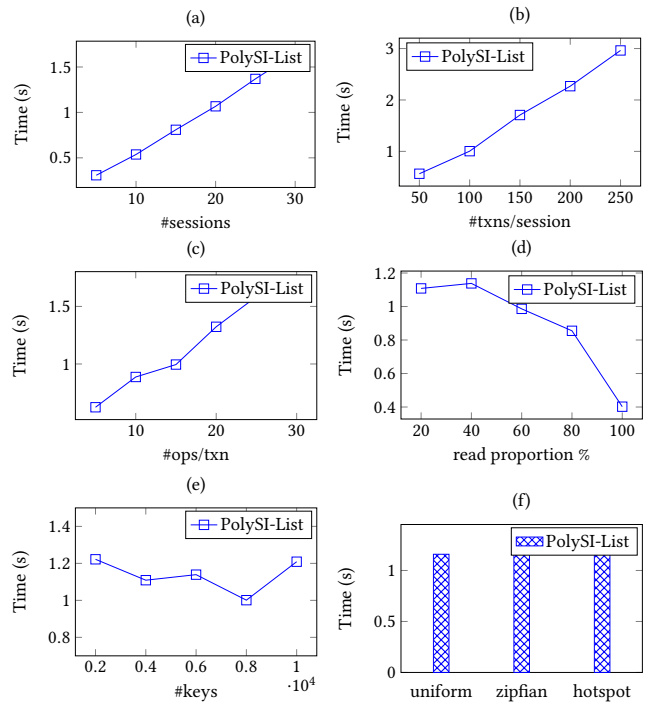 (a)
1.5
1
0.5
Time (s)
PolySI-List
10 20 30
#sessions
(b)
3
2
1
Time (s)
PolySI-List
50 100 150 200 250
#txns/session
(c)
1.5
1
Time (s)
PolySI-List
10 20 30
#ops/txn
(d)
1.2
1
0.8
0.6
0.4
Time (s)
PolySI-List
20 40 60 80 100
read proportion %
(e)
1.4
1.2
1
0.8
Time (s)
PolySI-List
0.2 0.4 0.6 0.8 1
·10⁴
#keys
(f)
1
0.5
0
Time (s)
PolySI-List
uniform zipfian hotspot